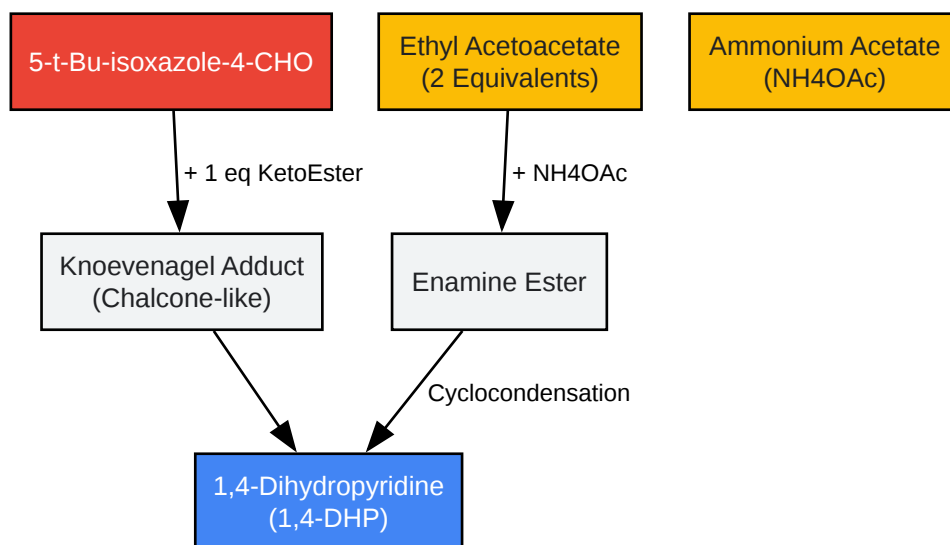 5-t-Bu-isoxazole-4-CHO
Ethyl Acetoacetate
(2 Equivalents)
Ammonium Acetate
(NH4OAc)
+ 1 eq KetoEster
+ NH4OAc
Knoevenagel Adduct
(Chalcone-like)
Enamine Ester
Cyclocondensation
1,4-Dihydropyridine
(1,4-DHP)